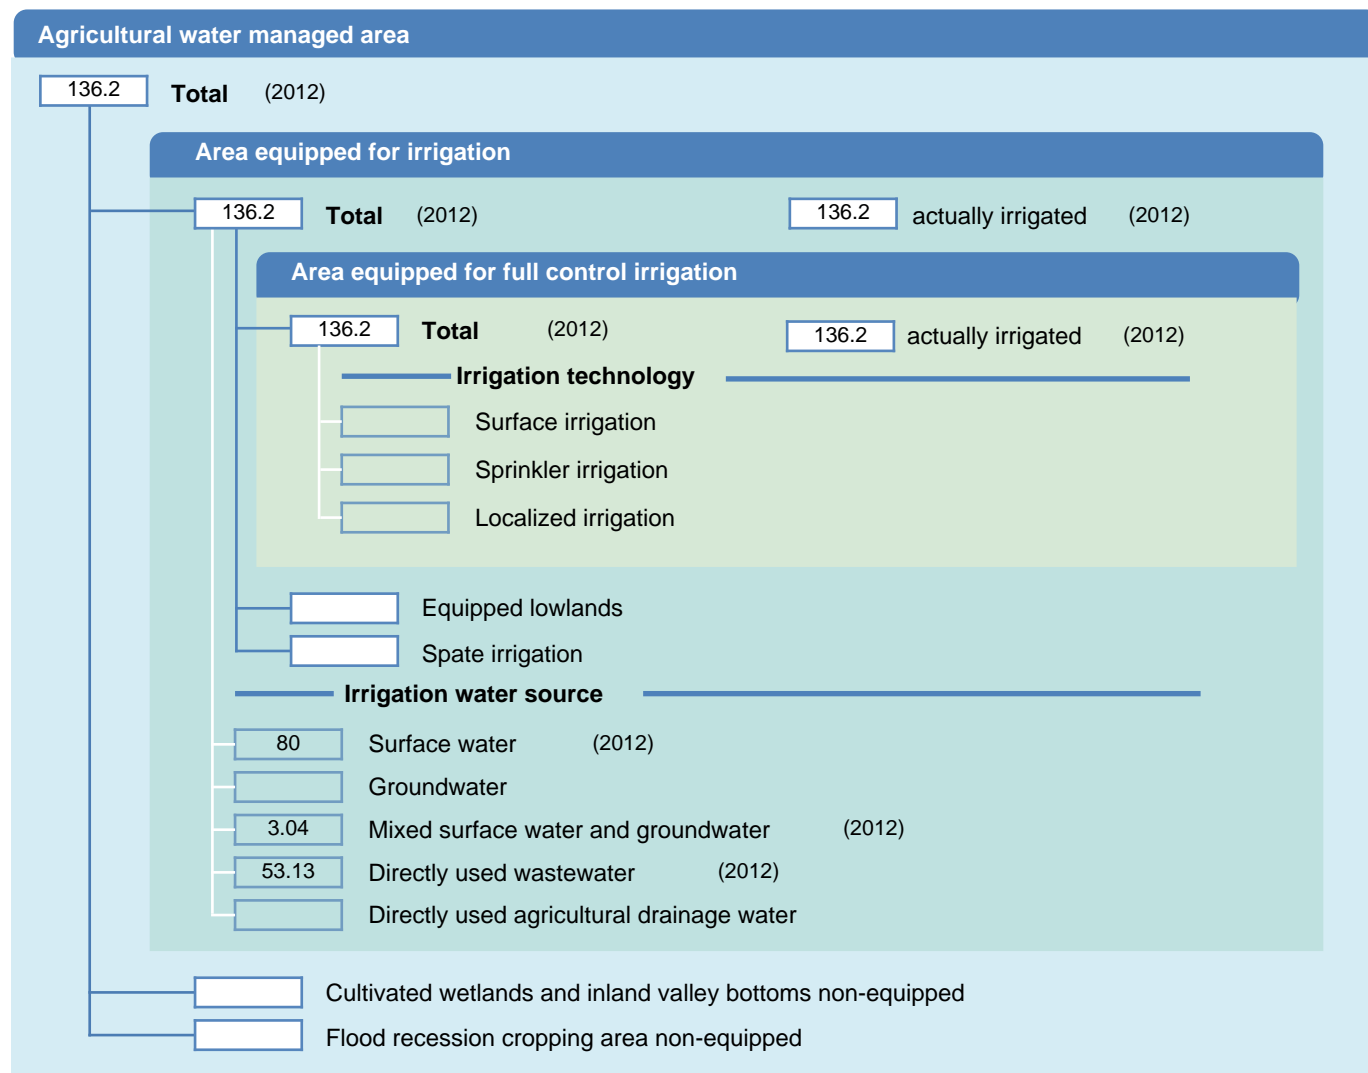 Agricultural water managed area
136.2 Total (2012)
Area equipped for irrigation
136.2 Total (2012) 136.2 actually irrigated (2012)
Area equipped for full control irrigation
136.2 Total (2012) 136.2 actually irrigated (2012)
Irrigation technology
Surface irrigation
Sprinkler irrigation
Localized irrigation
Equipped lowlands
Spate irrigation
Irrigation water source
80 Surface water (2012)
Groundwater
3.04 Mixed surface water and groundwater (2012)
53.13 Directly used wastewater (2012)
Directly used agricultural drainage water
Cultivated wetlands and inland valley bottoms non-equipped
Flood recession cropping area non-equipped